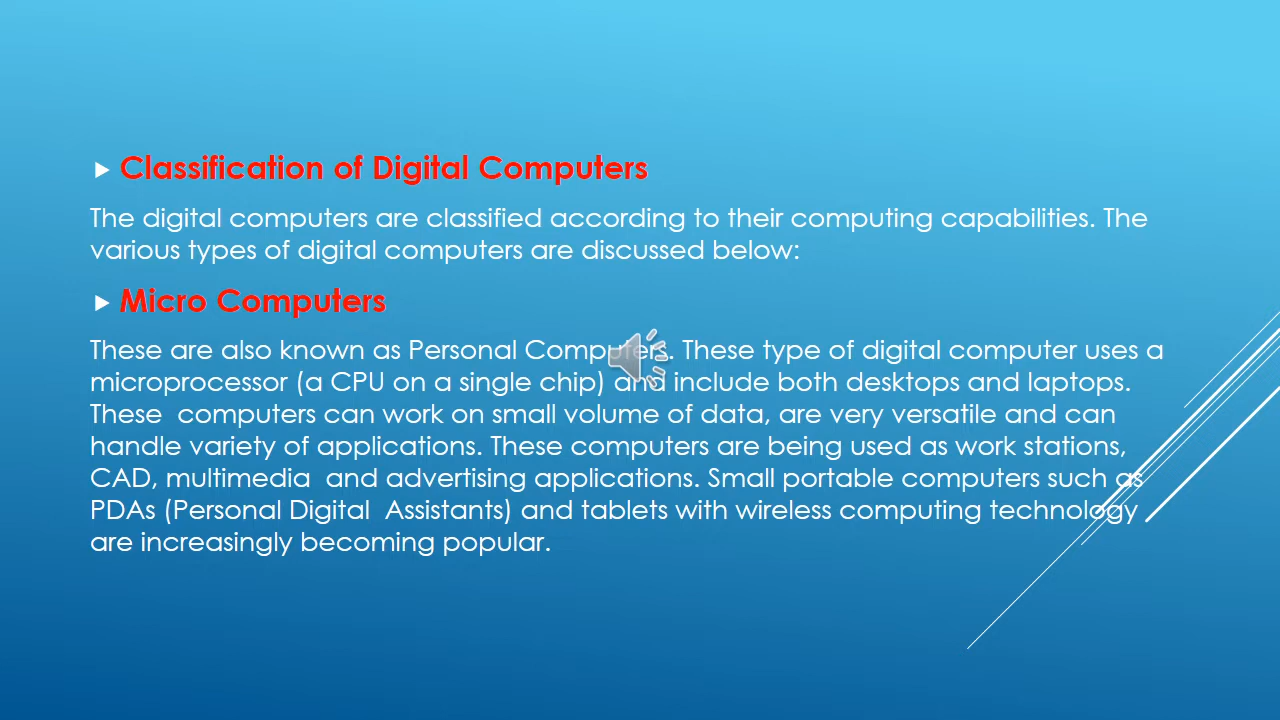 Classification of Digital Computers
The digital computers are classified according to their computing capabilities. The
various types of digital computers are discussed below:
Micro Computers
These are also known as Personal Computers. These type of digital computer uses a
microprocessor (a CPU on a single chip) and include both desktops and laptops.
These  computers can work on small volume of data, are very versatile and can
handle variety of applications. These computers are being used as work stations,
CAD, multimedia  and advertising applications. Small portable computers such as
PDAs (Personal Digital  Assistants) and tablets with wireless computing technology
are increasingly becoming popular.